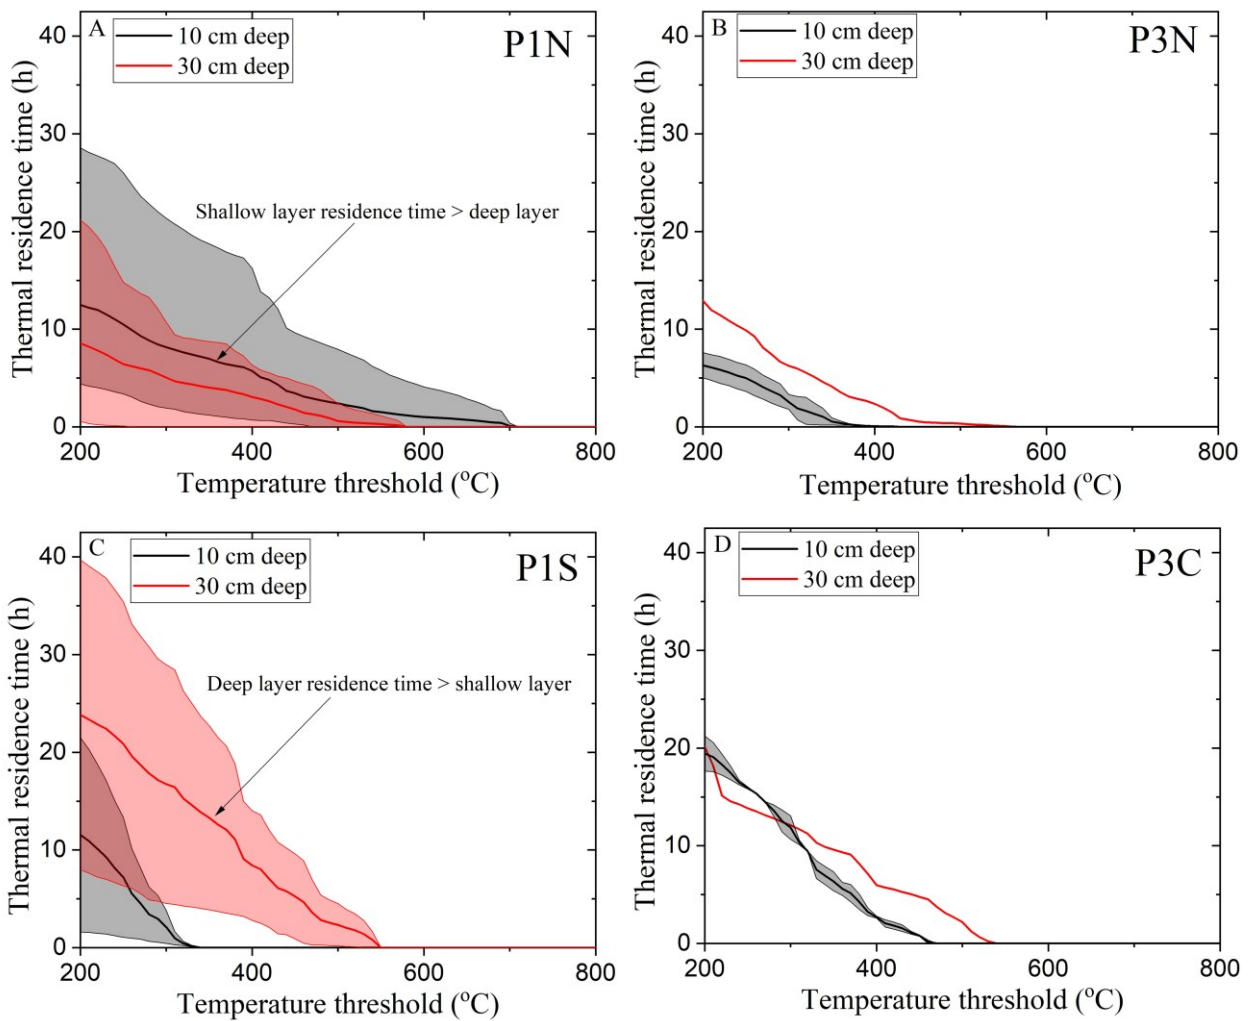 A
10 cm deep
30 cm deep
P1N
Shallow layer residence time > deep layer
Thermal residence time (h)
40
30
20
10
0
200
400
600
800
Temperature threshold (°C)
B
10 cm deep
30 cm deep
P3N
Thermal residence time (h)
40
30
20
10
0
200
400
600
800
Temperature threshold (°C)
C
10 cm deep
30 cm deep
P1S
Deep layer residence time > shallow layer
Thermal residence time (h)
40
30
20
10
0
200
400
600
800
Temperature threshold (°C)
D
10 cm deep
30 cm deep
P3C
Thermal residence time (h)
40
30
20
10
0
200
400
600
800
Temperature threshold (°C)